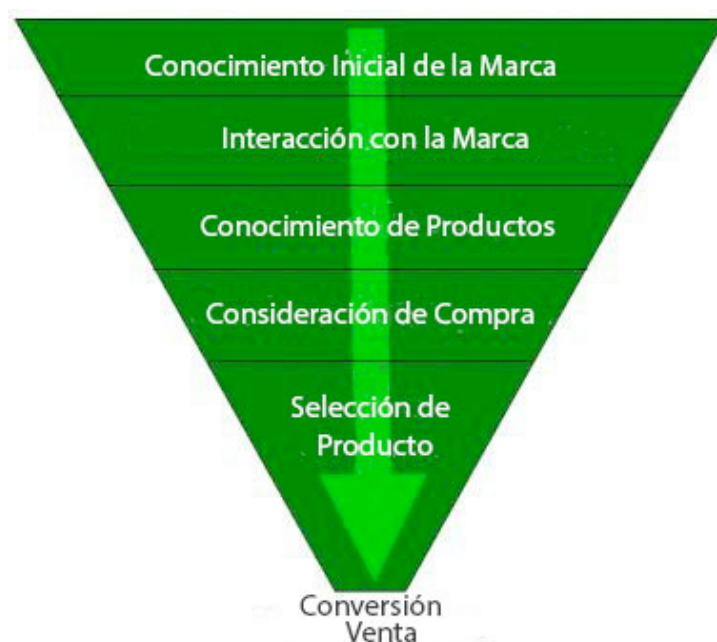 Conocimiento Inicial de la Marca
Interacción con la Marca
Conocimiento de Productos
Consideración de Compra
Selección de
Producto
Conversión
Venta